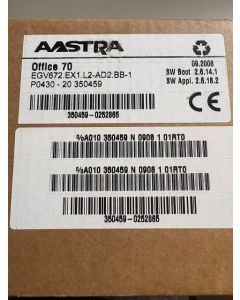 AASTRA
Office 70
EGV672.EX1.L2-AD2.BB-1
P0430 - 20 350459
09.2008
SW Boot 2.6.14.1
SW Appl. 2.6.16.2
CE
350459-0252865
%A010 350459 N 0908 1 01RT0
%A010 350459 N 0908 1 01RT0
350459-0252865